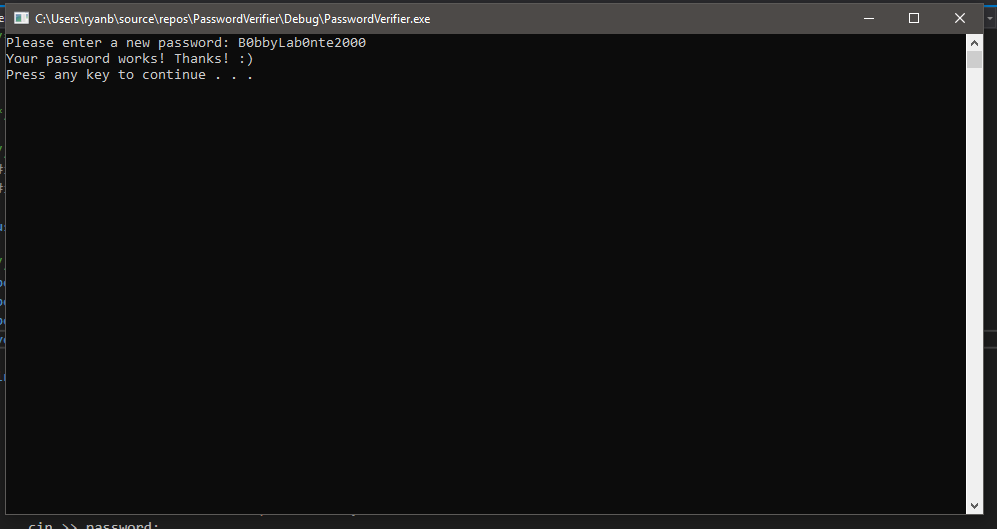 C:\Users\ryanb\source\repos\PasswordVerifier\Debug\PasswordVerifier.exe
Please enter a new password: B0bbyLab0nte2000
Your password works! Thanks! :)
Press any key to continue . . .
cin >> password;